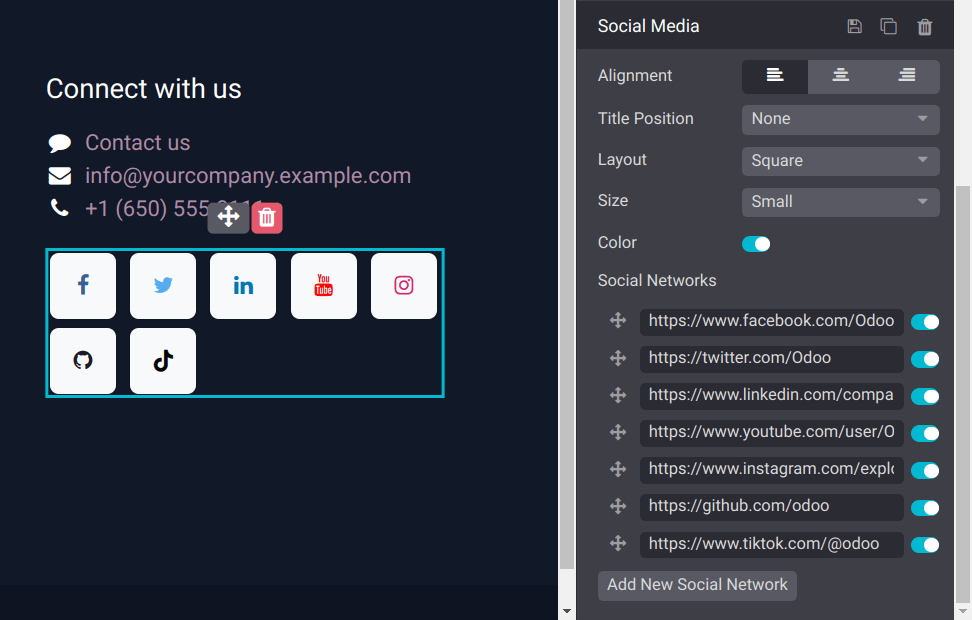 Connect with us
Contact us
info@yourcompany.example.com
+1 (650) 555
in
You
Tube
Social Media
Alignment
Title Position
None
Layout
Square
Size
Small
Color
Social Networks
https://www.facebook.com/Odoo
https://twitter.com/Odoo
https://www.linkedin.com/compa
https://www.youtube.com/user/O
https://www.instagram.com/explo
https://github.com/odoo
https://www.tiktok.com/@odoo
Add New Social Network